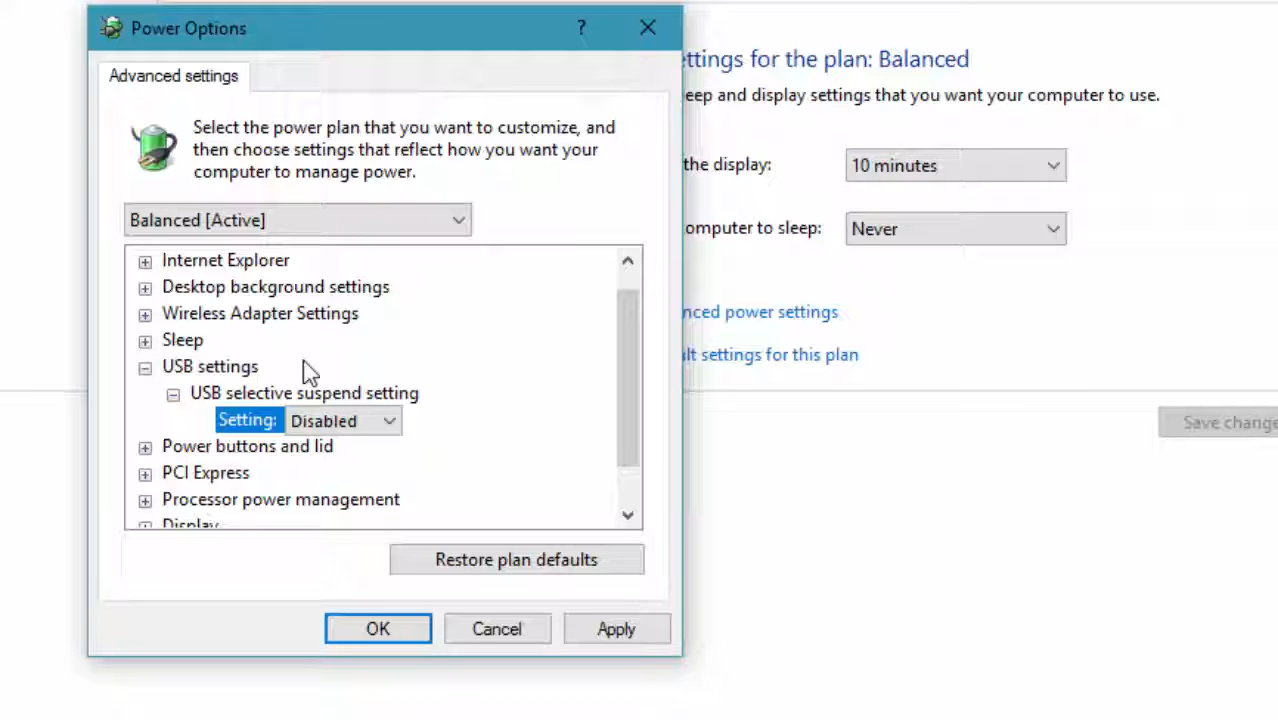 Power Options
?
Advanced settings
Select the power plan that you want to customize, and
then choose settings that reflect how you want your
computer to manage power.
Balanced [Active]
Internet Explorer
Desktop background settings
Wireless Adapter Settings
Sleep
USB settings
USB selective suspend setting
Setting: Disabled
Power buttons and lid
PCI Express
Processor power management
Display
Restore plan defaults
OK Cancel Apply
ettings for the plan: Balanced
eep and display settings that you want your computer to use.
the display: 10 minutes
omputer to sleep: Never
nced power settings
ult settings for this plan
Save change